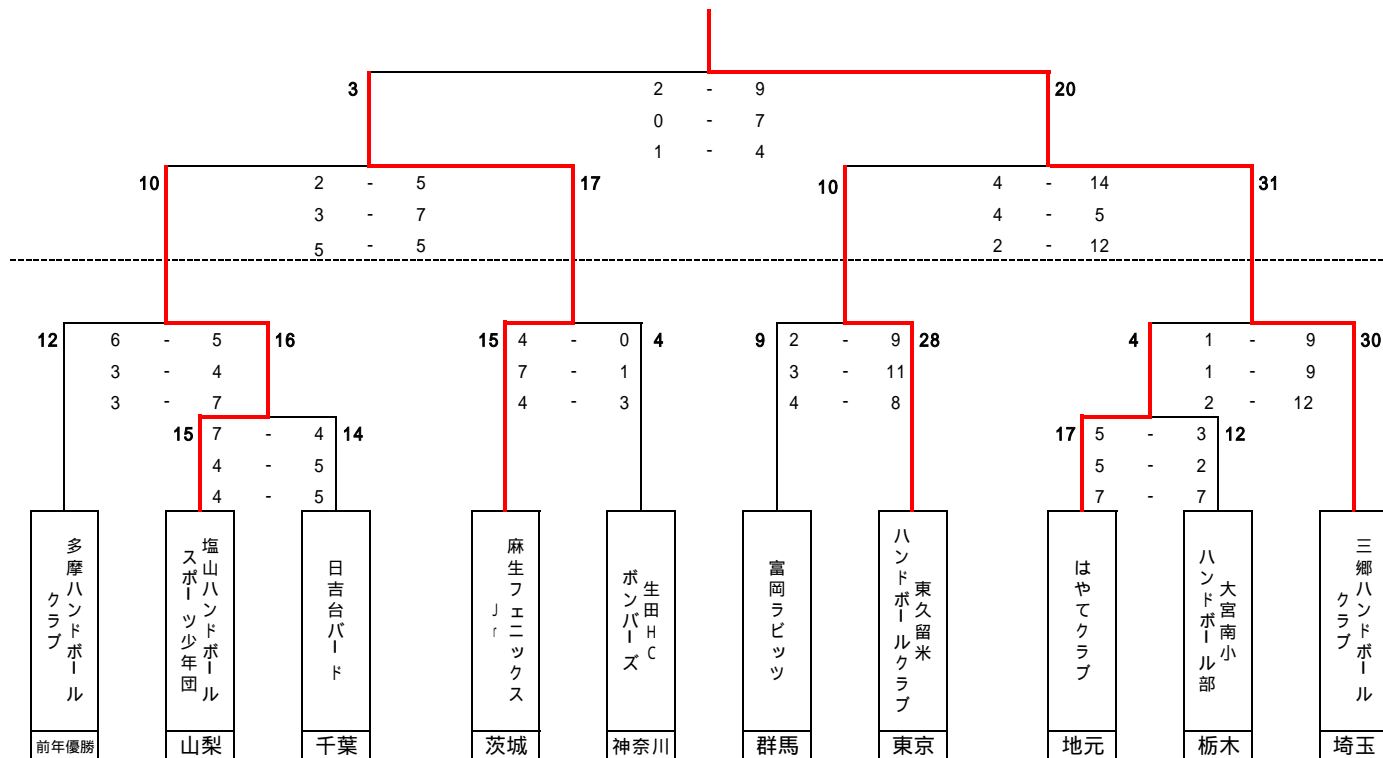 3 20
2 - 9
0 - 7
1 - 4
10 17 10 31
2 - 5 4 - 14
3 - 7 4 - 5
5 - 5 2 - 12
12 6 - 5 16 15 4 - 0 4 9 2 - 9 28 4 1 - 9 30
3 - 4 7 - 1 3 - 11 1 - 9
3 - 7 4 - 3 4 - 8 2 - 12
15 7 - 4 14 17 5 - 3 12
4 - 5 5 - 2
4 - 5 7 - 7
多摩ハンドボール
クラブ
塩山ハンドボール
スポーツ少年団
日吉台バード
麻生フェニックス
Jr
生田HC
ボンバーズ
富岡ラビッツ
東久留米
ハンドボールクラブ
はやてクラブ
大宮南小
ハンドボール部
三郷ハンドボール
クラブ
前年優勝 山梨 千葉 茨城 神奈川 群馬 東京 地元 栃木 埼玉